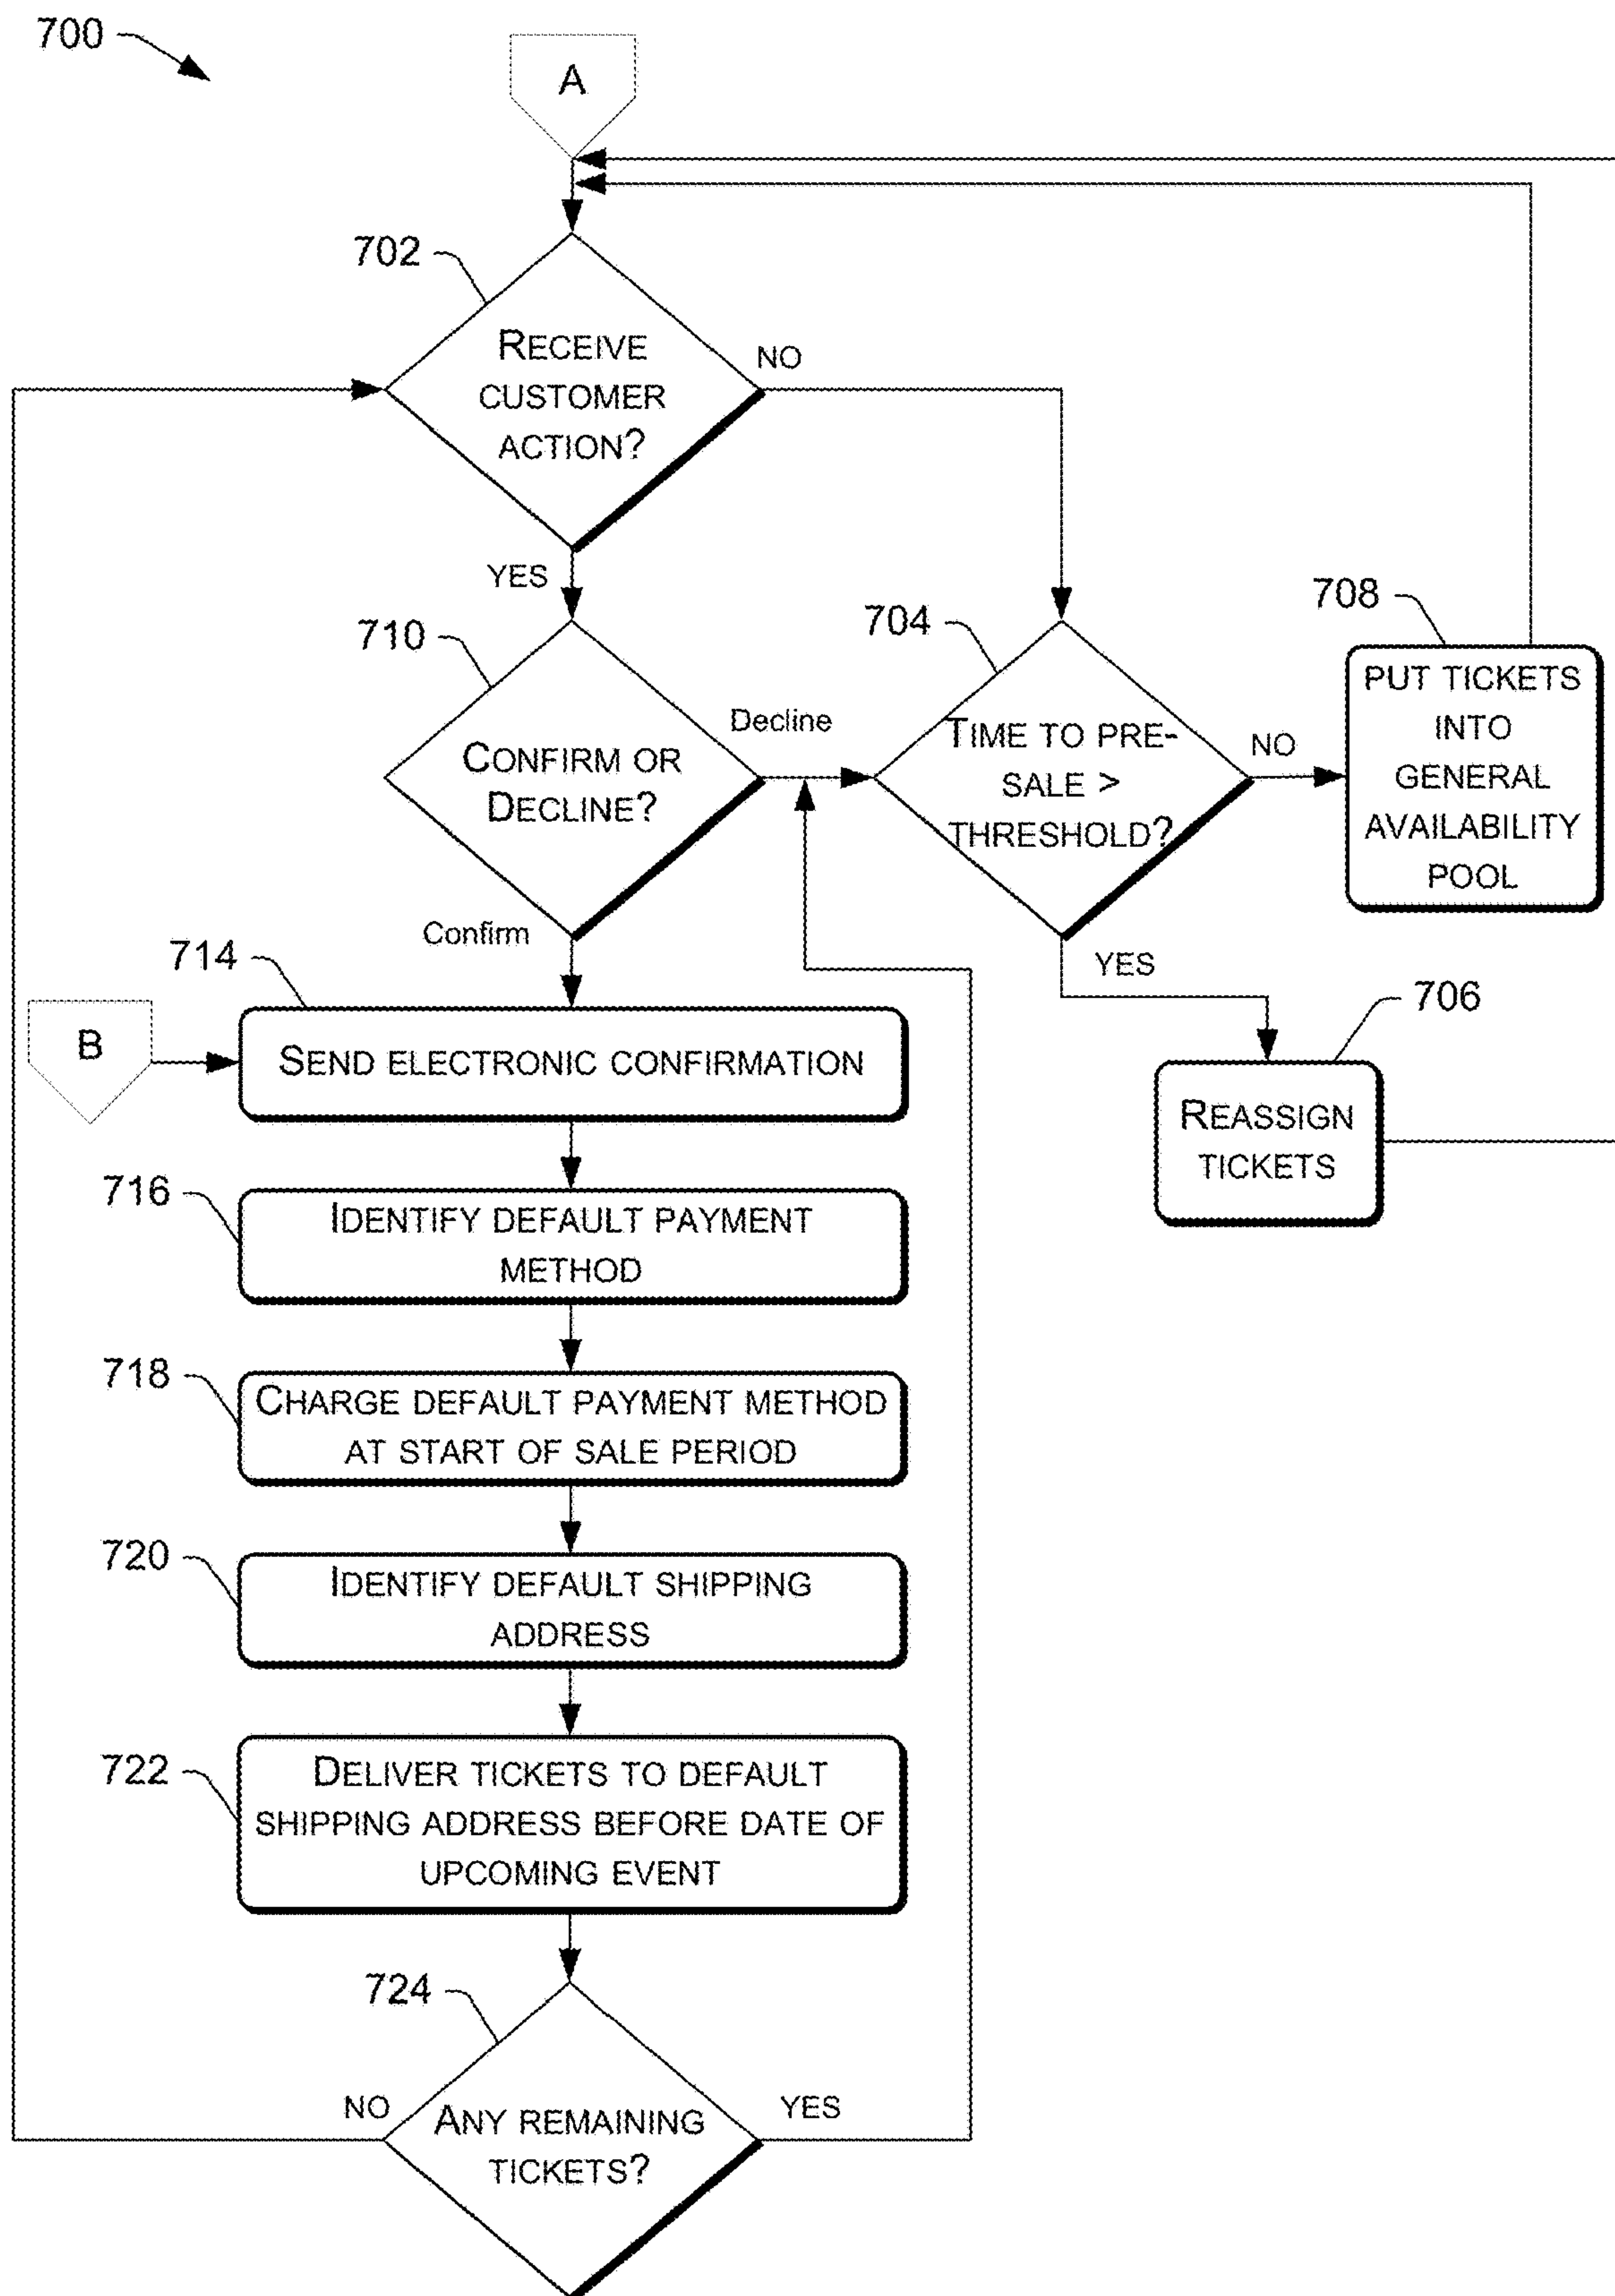 700
A
702
RECEIVE
CUSTOMER
ACTION?
NO
YES
710
CONFIRM OR
DECLINE?
Decline
Confirm
704
TIME TO PRE-
SALE >
THRESHOLD?
NO
YES
708
PUT TICKETS
INTO
GENERAL
AVAILABILITY
POOL
706
REASSIGN
TICKETS
714
B
SEND ELECTRONIC CONFIRMATION
716
IDENTIFY DEFAULT PAYMENT
METHOD
718
CHARGE DEFAULT PAYMENT METHOD
AT START OF SALE PERIOD
720
IDENTIFY DEFAULT SHIPPING
ADDRESS
722
DELIVER TICKETS TO DEFAULT
SHIPPING ADDRESS BEFORE DATE OF
UPCOMING EVENT
724
ANY REMAINING
TICKETS?
NO
YES